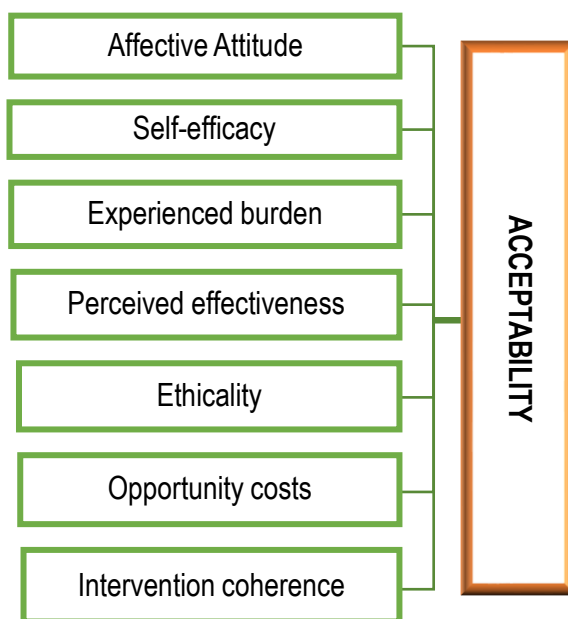 Affective Attitude
Self-efficacy
Experienced burden
Perceived effectiveness
Ethicality
Opportunity costs
Intervention coherence
ACCEPTABILITY